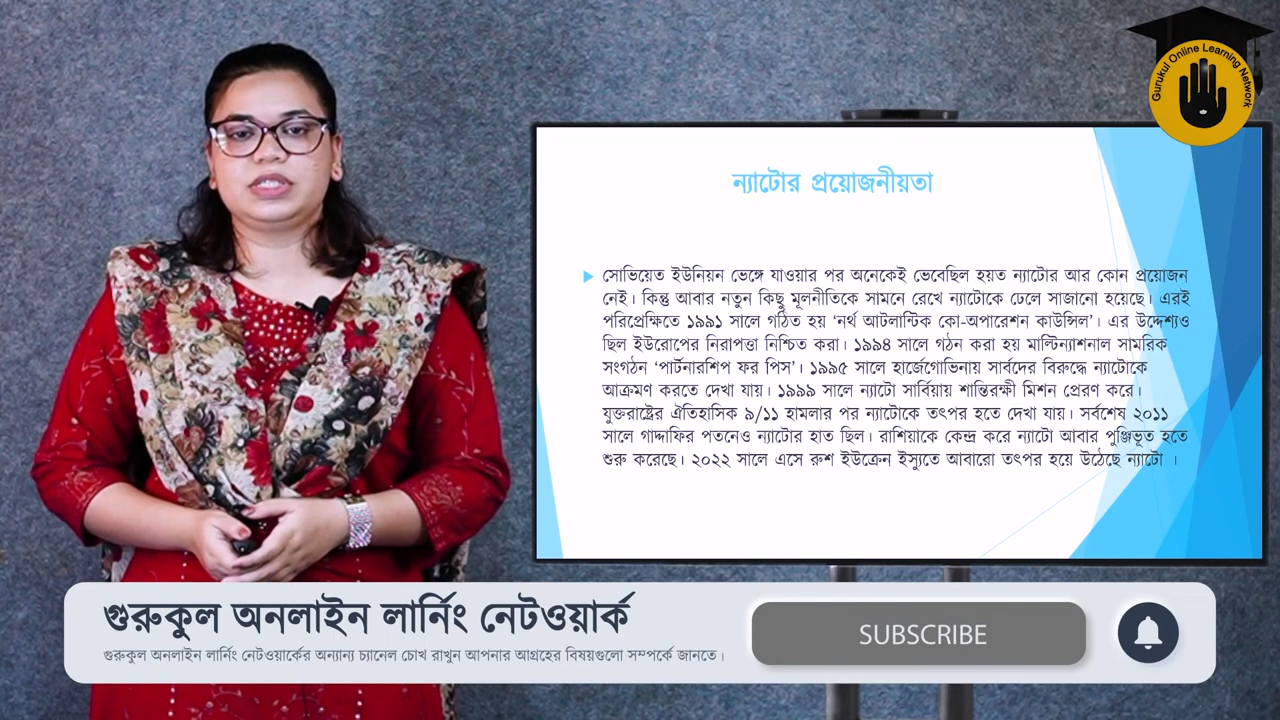 Gurukul Online Learning Network
ন্যাটোর প্রয়োজনীয়তা
সোভিয়েত ইউনিয়ন ভেঙ্গে যাওয়ার পর অনেকেই ভেবেছিল হয়ত ন্যাটোর আর কোন প্রয়োজন
নেই। কিন্তু আবার নতুন কিছু মূলনীতিকে সামনে রেখে ন্যাটোকে ঢেলে সাজানো হয়েছে। এরই
পরিপ্রেক্ষিতে ১৯৯১ সালে গঠিত হয় ‘নর্থ আটলান্টিক কো-অপারেশন কাউন্সিল’। এর উদ্দেশ্যও
ছিল ইউরোপের নিরাপত্তা নিশ্চিত করা। ১৯৯৪ সালে গঠন করা হয় মাল্টিন্যাশনাল সামরিক
সংগঠন ‘পার্টনারশিপ ফর পিস’। ১৯৯৫ সালে হার্জেগোভিনায় সার্বদের বিরুদ্ধে ন্যাটোকে
আক্রমণ করতে দেখা যায়। ১৯৯৯ সালে ন্যাটো সার্বিয়ায় শান্তিরক্ষী মিশন প্রেরণ করে।
যুক্তরাষ্ট্রের ঐতিহাসিক ৯/১১ হামলার পর ন্যাটোকে তৎপর হতে দেখা যায়। সর্বশেষ ২০১১
সালে গাদ্দাফির পতনেও ন্যাটোর হাত ছিল। রাশিয়াকে কেন্দ্র করে ন্যাটো আবার পুঞ্জিভূত হতে
শুরু করেছে। ২০২২ সালে এসে রুশ ইউক্রেন ইস্যুতে আবারো তৎপর হয়ে উঠেছে ন্যাটো ।
গুরুকুল অনলাইন লার্নিং নেটওয়ার্ক
গুরুকুল অনলাইন লার্নিং নেটওয়ার্কের অন্যান্য চ্যানেল চোখ রাখুন আপনার আগ্রহের বিষয়গুলো সম্পর্কে জানতে।
SUBSCRIBE